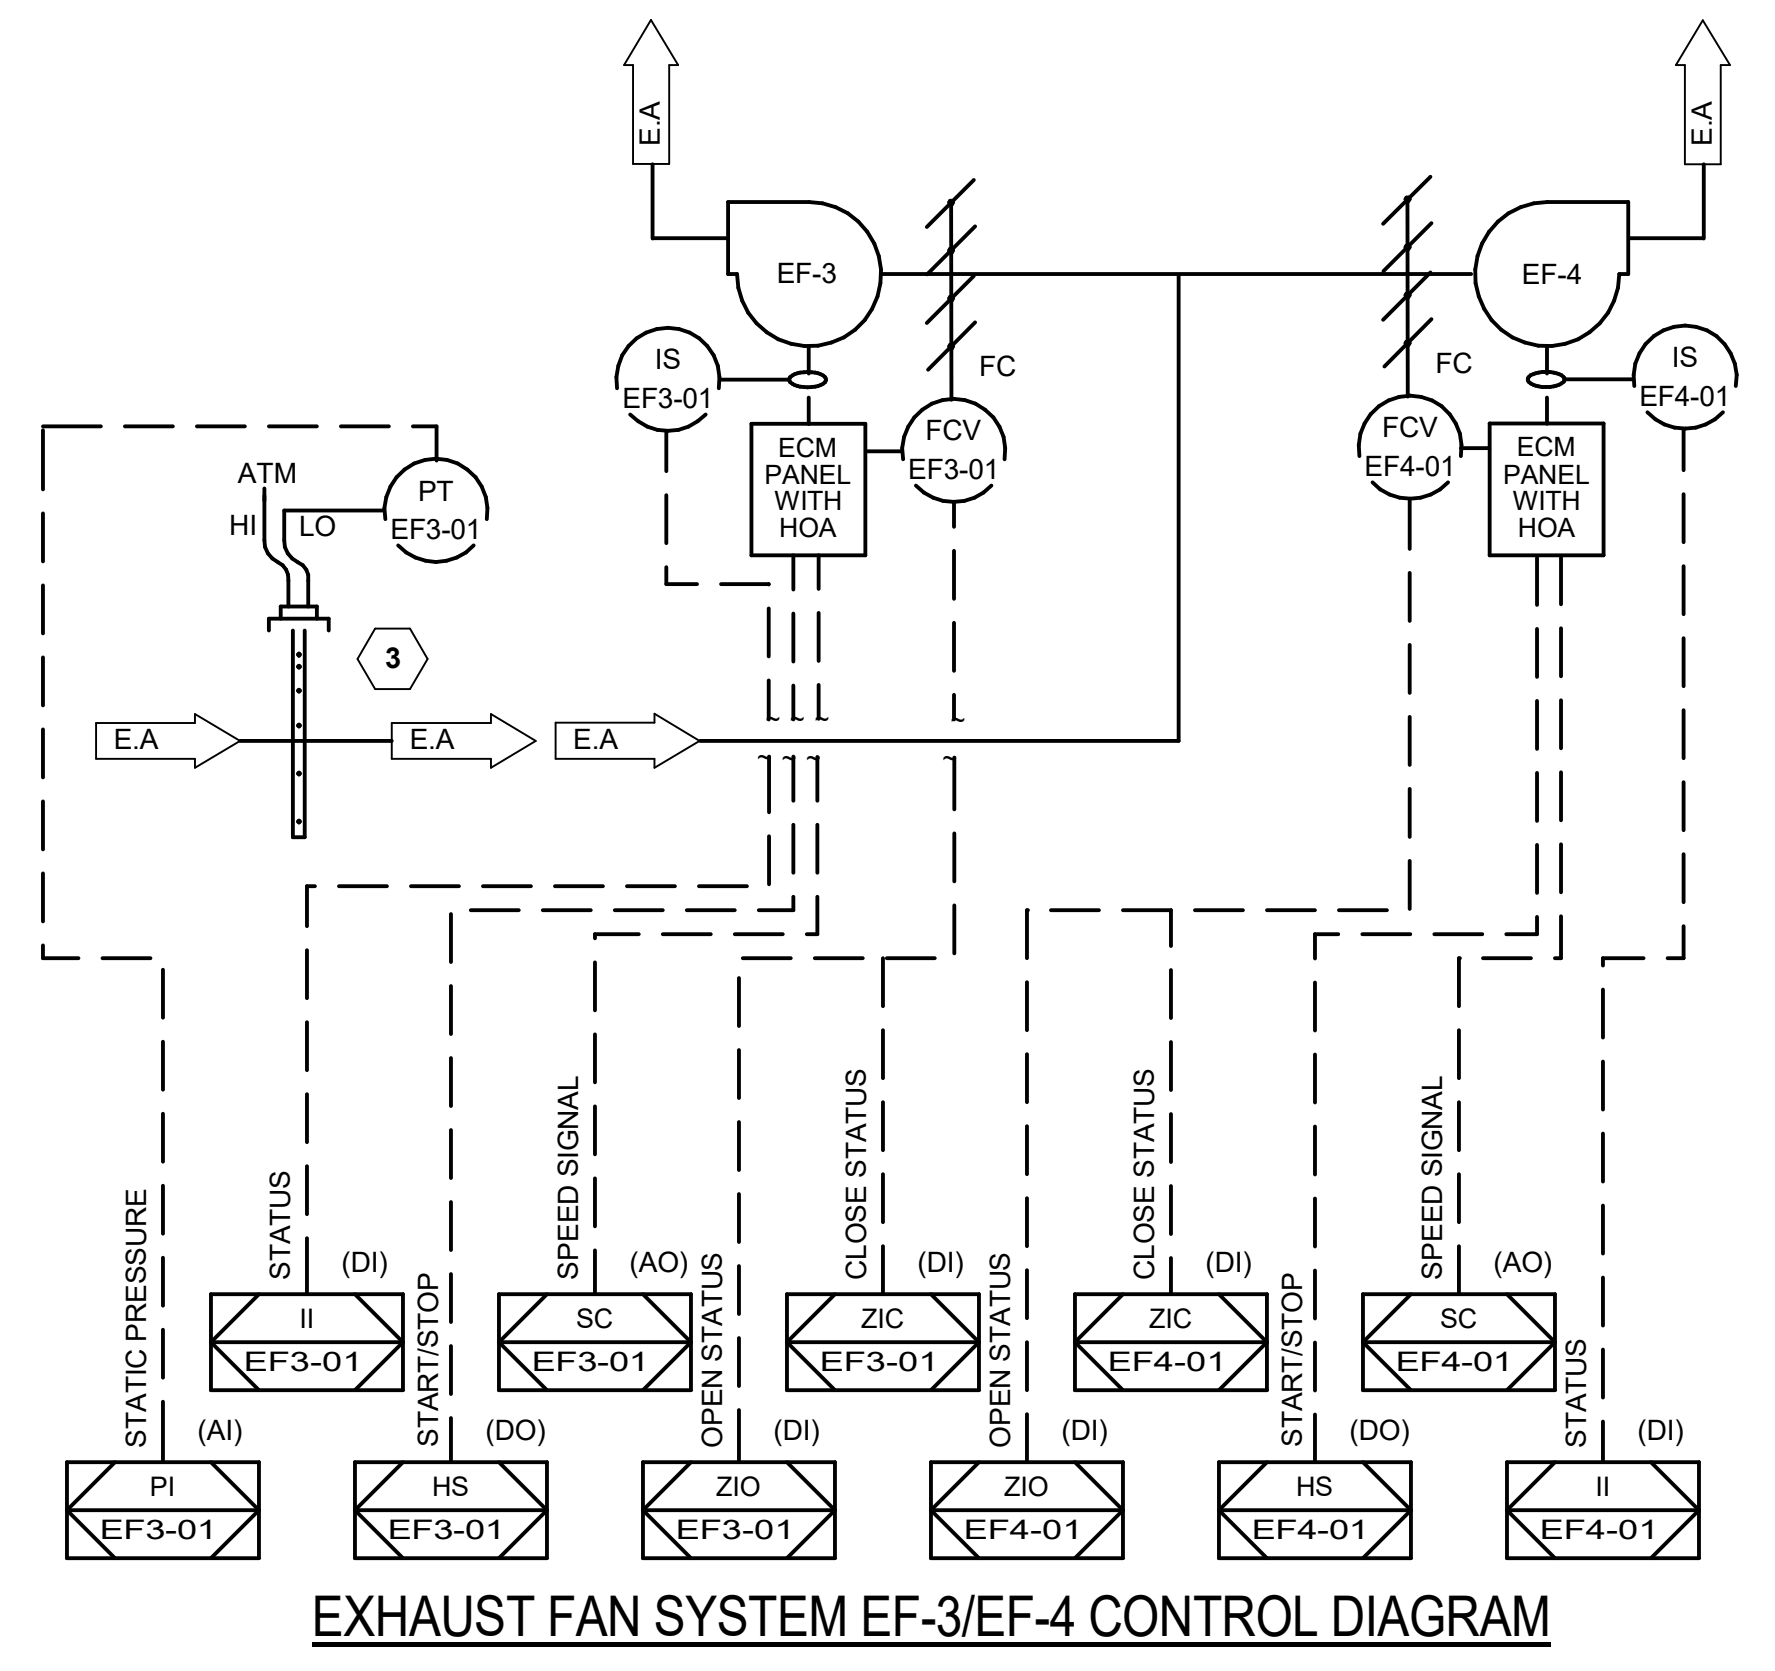 E.A
E.A
EF-3
EF-4
IS
EF3-01
FC
FC
IS
EF4-01
ECM
PANEL
WITH
HOA
FCV
EF3-01
FCV
EF4-01
ECM
PANEL
WITH
HOA
ATM
HI
LO
PT
EF3-01
3
E.A
E.A
E.A
STATIC PRESSURE
STATUS
START/STOP
SPEED SIGNAL
OPEN STATUS
CLOSE STATUS
OPEN STATUS
CLOSE STATUS
START/STOP
SPEED SIGNAL
STATUS
(DI)
(AO)
(DI)
(DI)
(AO)
II
EF3-01
SC
EF3-01
ZIC
EF3-01
ZIC
EF4-01
SC
EF4-01
(AI)
(DO)
(DI)
(DI)
(DO)
(DI)
PI
EF3-01
HS
EF3-01
ZIO
EF3-01
ZIO
EF4-01
HS
EF4-01
II
EF4-01
EXHAUST FAN SYSTEM EF-3/EF-4 CONTROL DIAGRAM